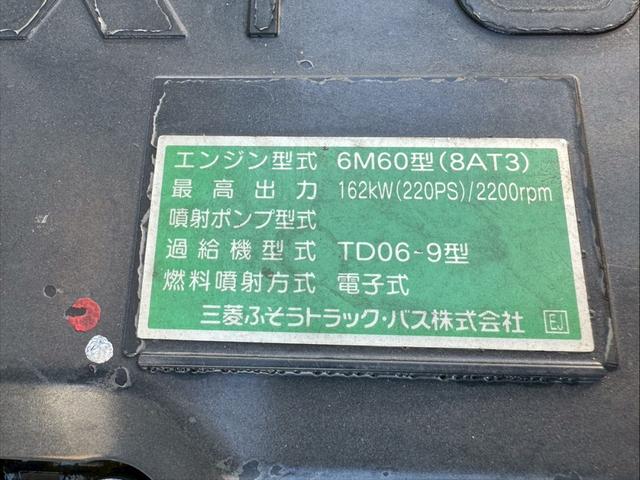 エンジン型式 6M60型(8AT3)
最高出力 162kW(220PS)/2200rpm
噴射ポンプ型式
過給機型式 TD06-9型
燃料噴射方式 電子式
三菱ふそうトラック・バス株式会社 EJ